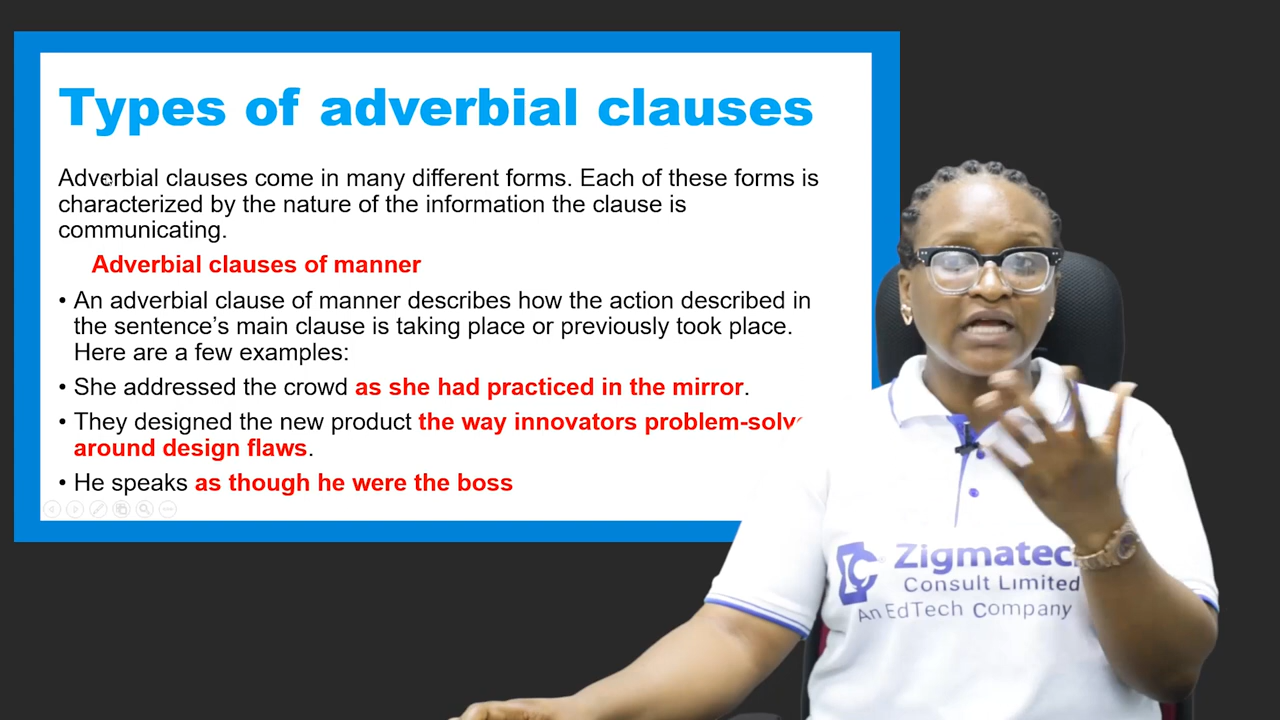 Types of adverbial clauses
Adverbial clauses come in many different forms. Each of these forms is
characterized by the nature of the information the clause is
communicating.
Adverbial clauses of manner
• An adverbial clause of manner describes how the action described in
the sentence’s main clause is taking place or previously took place.
Here are a few examples:
• She addressed the crowd as she had practiced in the mirror.
• They designed the new product the way innovators problem-solv
around design flaws.
• He speaks as though he were the boss
Zigmatec
Consult Limited
An EdTech Company